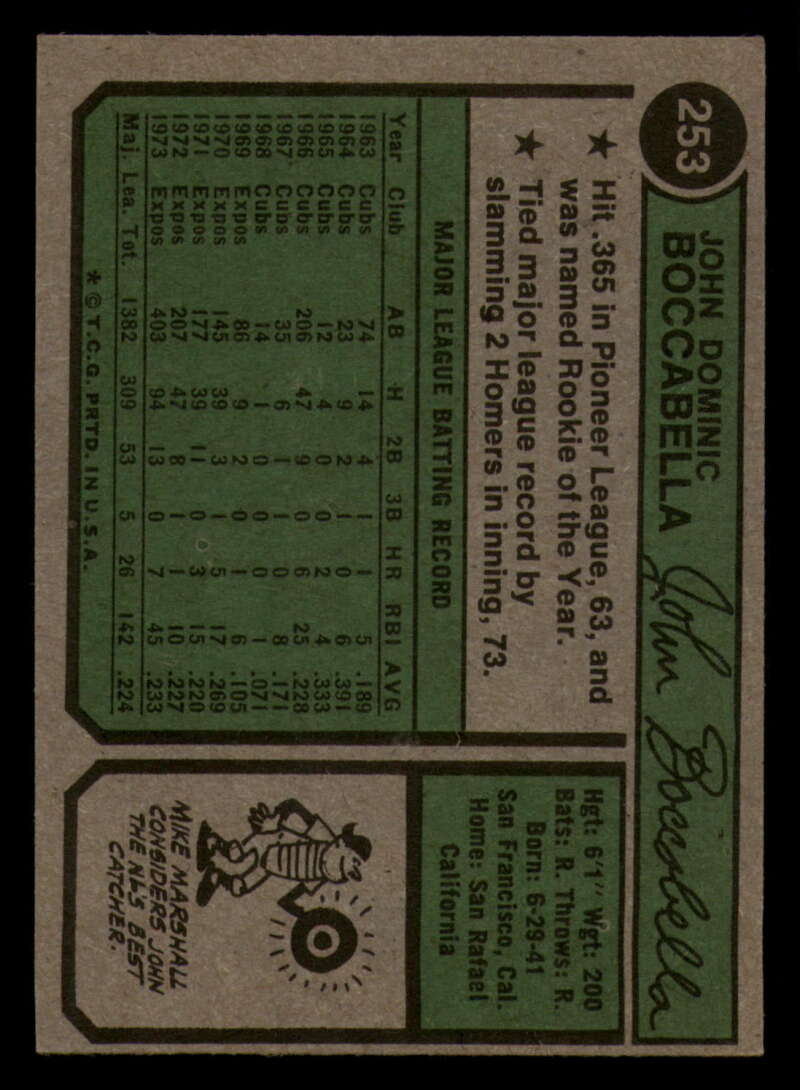 253
JOHN DOMINIC
BOCCABELLA
John Boccabella
★ Hit .365 in Pioneer League, 63, and
was named Rookie of the Year.
★ Tied major league record by
slamming 2 Homers in inning, 73.
Hgt: 6'1" Wgt: 200
Bats: R. Throws: R.
Born: 6-29-41
San Francisco, Cal.
Home: San Rafael
California
MAJOR LEAGUE BATTING RECORD
Year Club AB H 2B 3B HR RBI AVG
1963 Cubs 74 14 4 1 1 5 .189
1964 Cubs 23 9 2 1 0 6 .391
1965 Cubs 12 4 0 0 2 4 .333
1966 Cubs 206 47 9 0 6 25 .228
1967 Cubs 35 6 1 1 0 8 .171
1968 Cubs 14 1 0 0 0 1 .071
1969 Expos 86 9 2 0 1 6 .105
1970 Expos 145 39 3 1 5 17 .269
1971 Expos 177 39 11 0 3 15 .220
1972 Expos 207 47 8 1 1 10 .227
1973 Expos 403 94 13 0 7 45 .233
Maj. Lea. Tot. 1382 309 53 5 26 142 .224
* © T.C.G. PRTD. IN U.S.A.
MIKE MARSHALL
CONSIDERS JOHN
THE NL'S BEST
CATCHER.